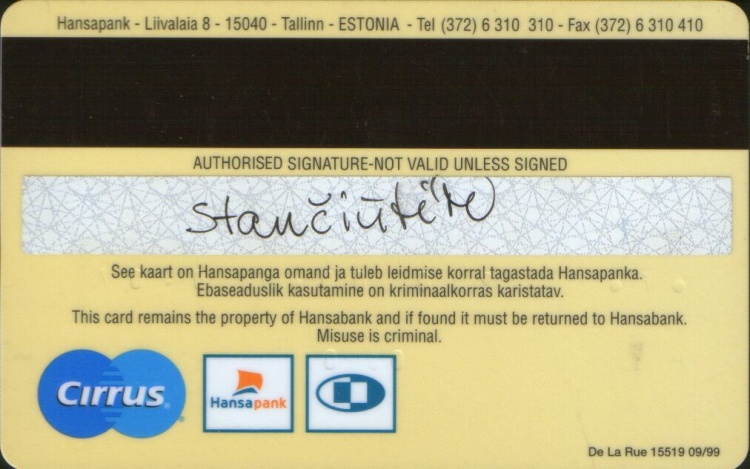 Hansapank - Liivalaia 8 - 15040 - Tallinn - ESTONIA - Tel (372) 6 310 310 - Fax (372) 6 310 410
AUTHORISED SIGNATURE-NOT VALID UNLESS SIGNED
See kaart on Hansapanga omand ja tuleb leidmise korral tagastada Hansapanka.
Ebaseaduslik kasutamine on kriminaalkorras karistatav.
This card remains the property of Hansabank and if found it must be returned to Hansabank.
Misuse is criminal.
Cirrus
Hansapank
De La Rue 15519 09/99